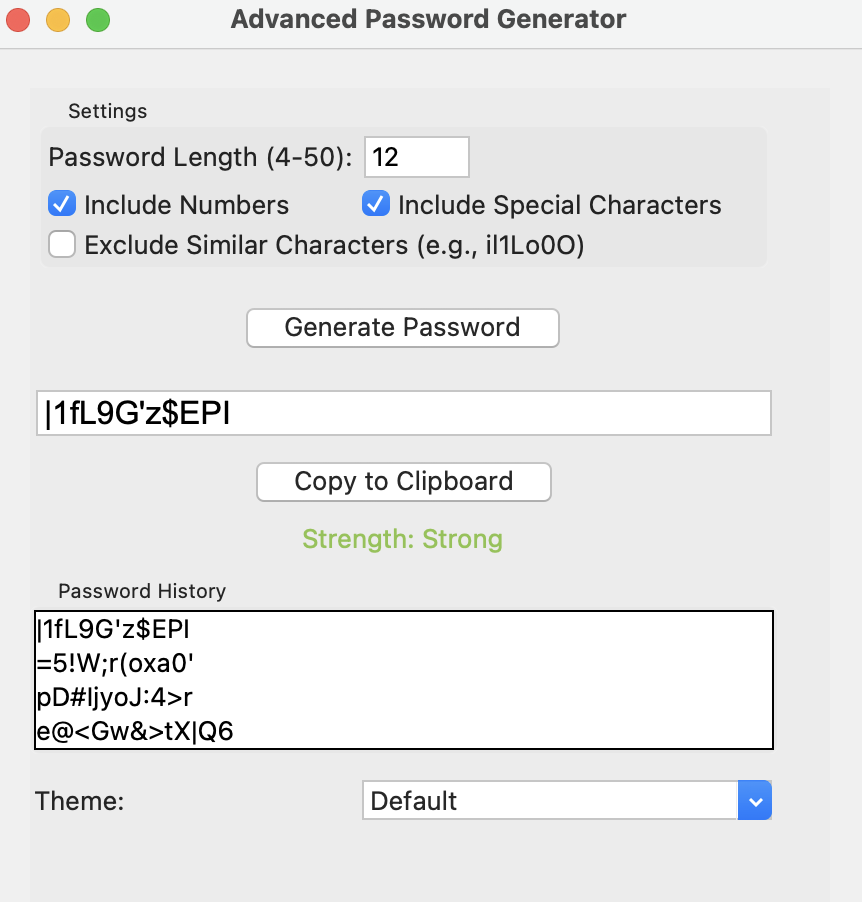 Advanced Password Generator
Settings
Password Length (4-50): 12
Include Numbers Include Special Characters
Exclude Similar Characters (e.g., il1Lo0O)
Generate Password
|1fL9G'z$EPI
Copy to Clipboard
Strength: Strong
Password History
|1fL9G'z$EPI
=5!W;r(oxa0'
pD#ljyoJ:4>r
e@<Gw&>tX|Q6
Theme: Default